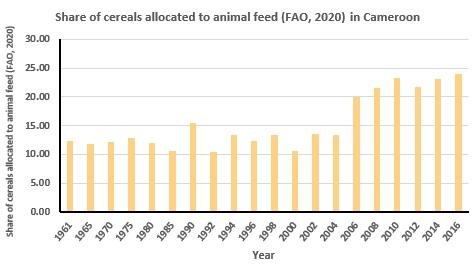 Share of cereals allocated to animal feed (FAO, 2020) in Cameroon
Share of cereals allocated to animal feed (FAO, 2020)
30.00
25.00
20.00
15.00
10.00
5.00
0.00
1961 1965 1970 1975 1980 1985 1990 1992 1994 1996 1998 2000 2002 2004 2006 2008 2010 2012 2014 2016
Year